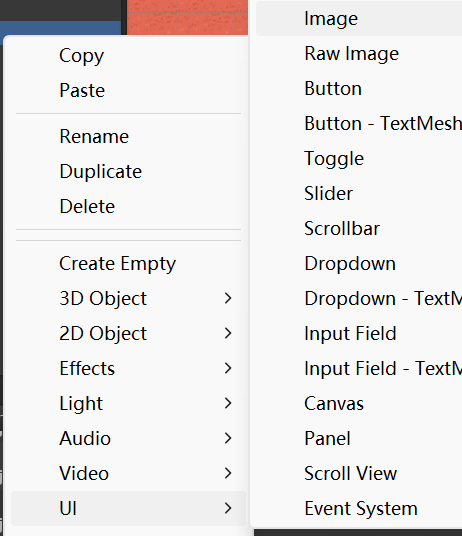 Copy
Paste
Rename
Duplicate
Delete
Create Empty
3D Object
2D Object
Effects
Light
Audio
Video
UI
Image
Raw Image
Button
Button - TextMesh
Toggle
Slider
Scrollbar
Dropdown
Dropdown - TextM
Input Field
Input Field - TextM
Canvas
Panel
Scroll View
Event System